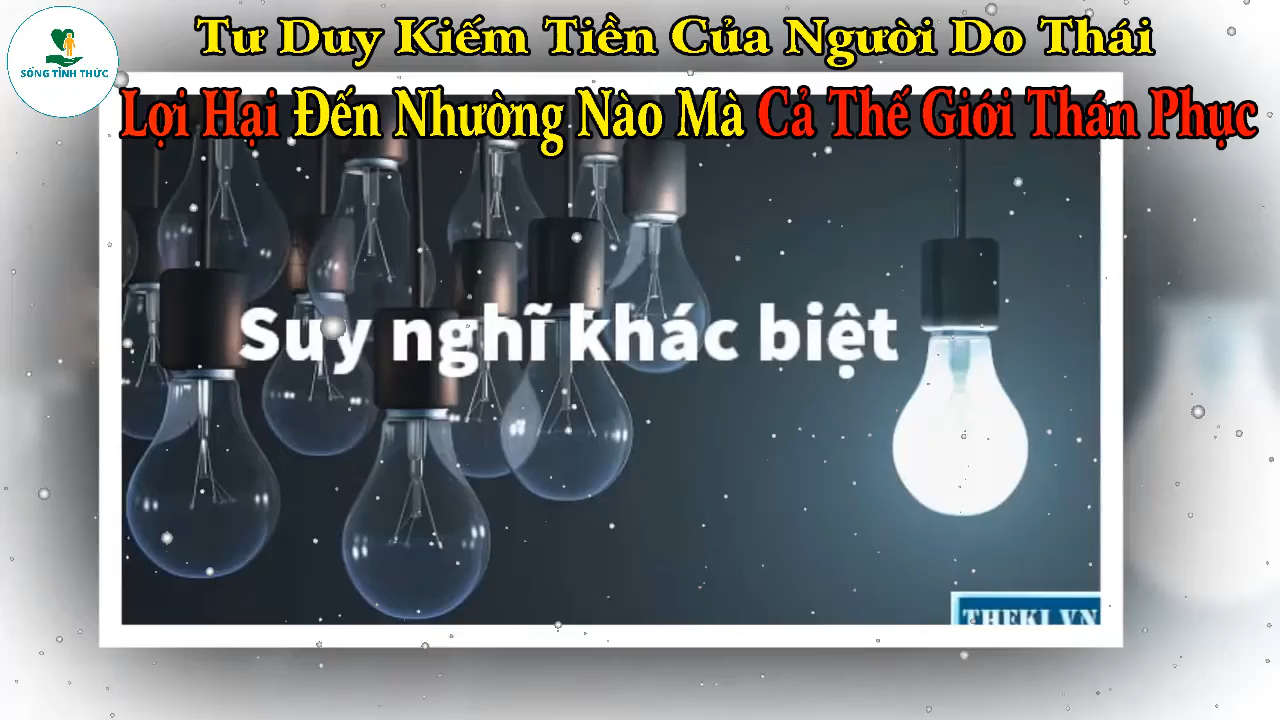 Tư Duy Kiếm Tiền Của Người Do Thái
SỐNG TỈNH THỨC
Lợi Hại Đến Nhường Nào Mà Cả Thế Giới Thán Phục
Suy nghĩ khác biệt
THEKI.VN